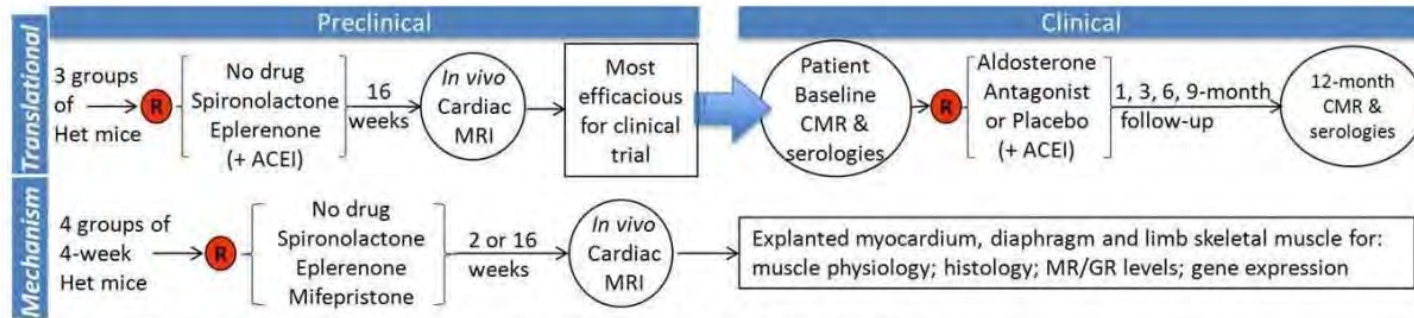 Preclinical
Clinical
Translational
3 groups
of
Het mice
R
No drug
Spironolactone
Eplerenone
(+ ACEI)
16
weeks
In vivo
Cardiac
MRI
Most
efficacious
for clinical
trial
Patient
Baseline
CMR &
serologies
R
Aldosterone
Antagonist
or Placebo
(+ ACEI)
1, 3, 6, 9-month
follow-up
12-month
CMR &
serologies
Mechanism
4 groups of
4-week
Het mice
R
No drug
Spironolactone
Eplerenone
Mifepristone
2 or 16
weeks
In vivo
Cardiac
MRI
Explanted myocardium, diaphragm and limb skeletal muscle for:
muscle physiology; histology; MR/GR levels; gene expression